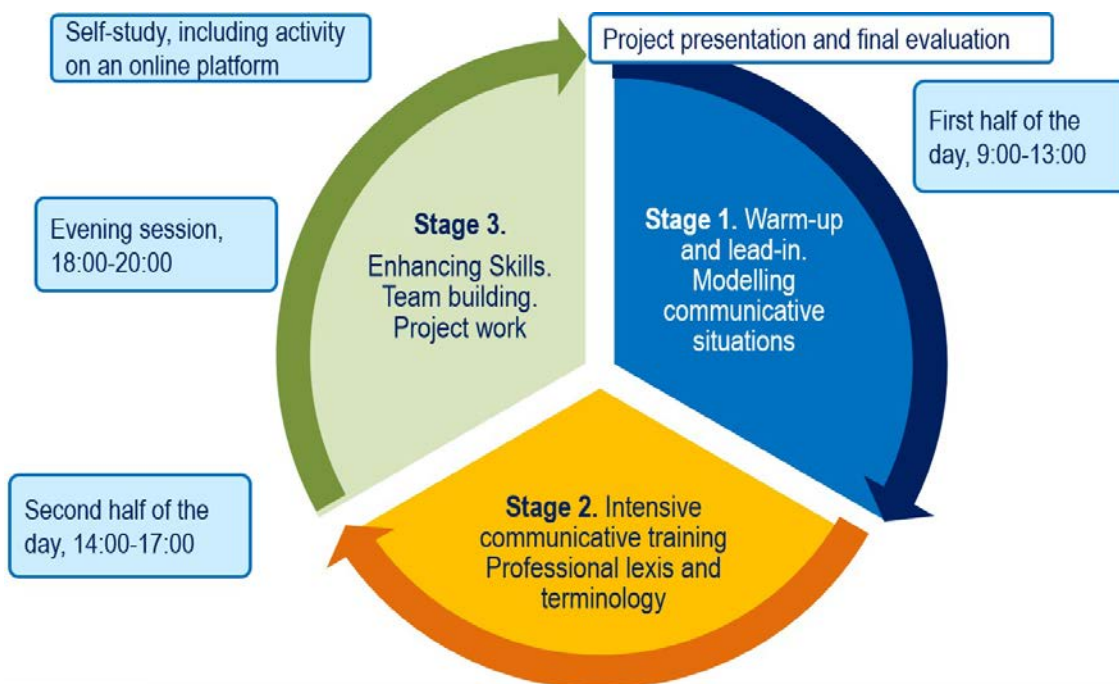 Self-study, including activity
on an online platform
Project presentation and final evaluation
First half of the
day, 9:00-13:00
Evening session,
18:00-20:00
Stage 3.
Enhancing Skills.
Team building.
Project work
Stage 1. Warm-up
and lead-in.
Modelling
communicative
situations
Second half of the
day, 14:00-17:00
Stage 2. Intensive
communicative training
Professional lexis and
terminology